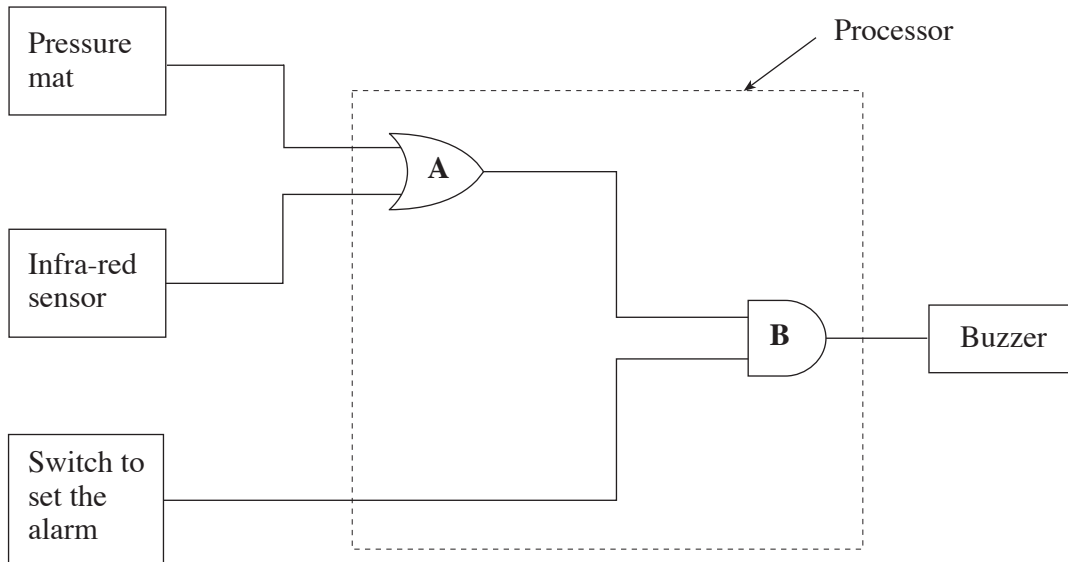 Pressure
mat
Processor
A
Infra-red
sensor
B
Buzzer
Switch to
set the
alarm